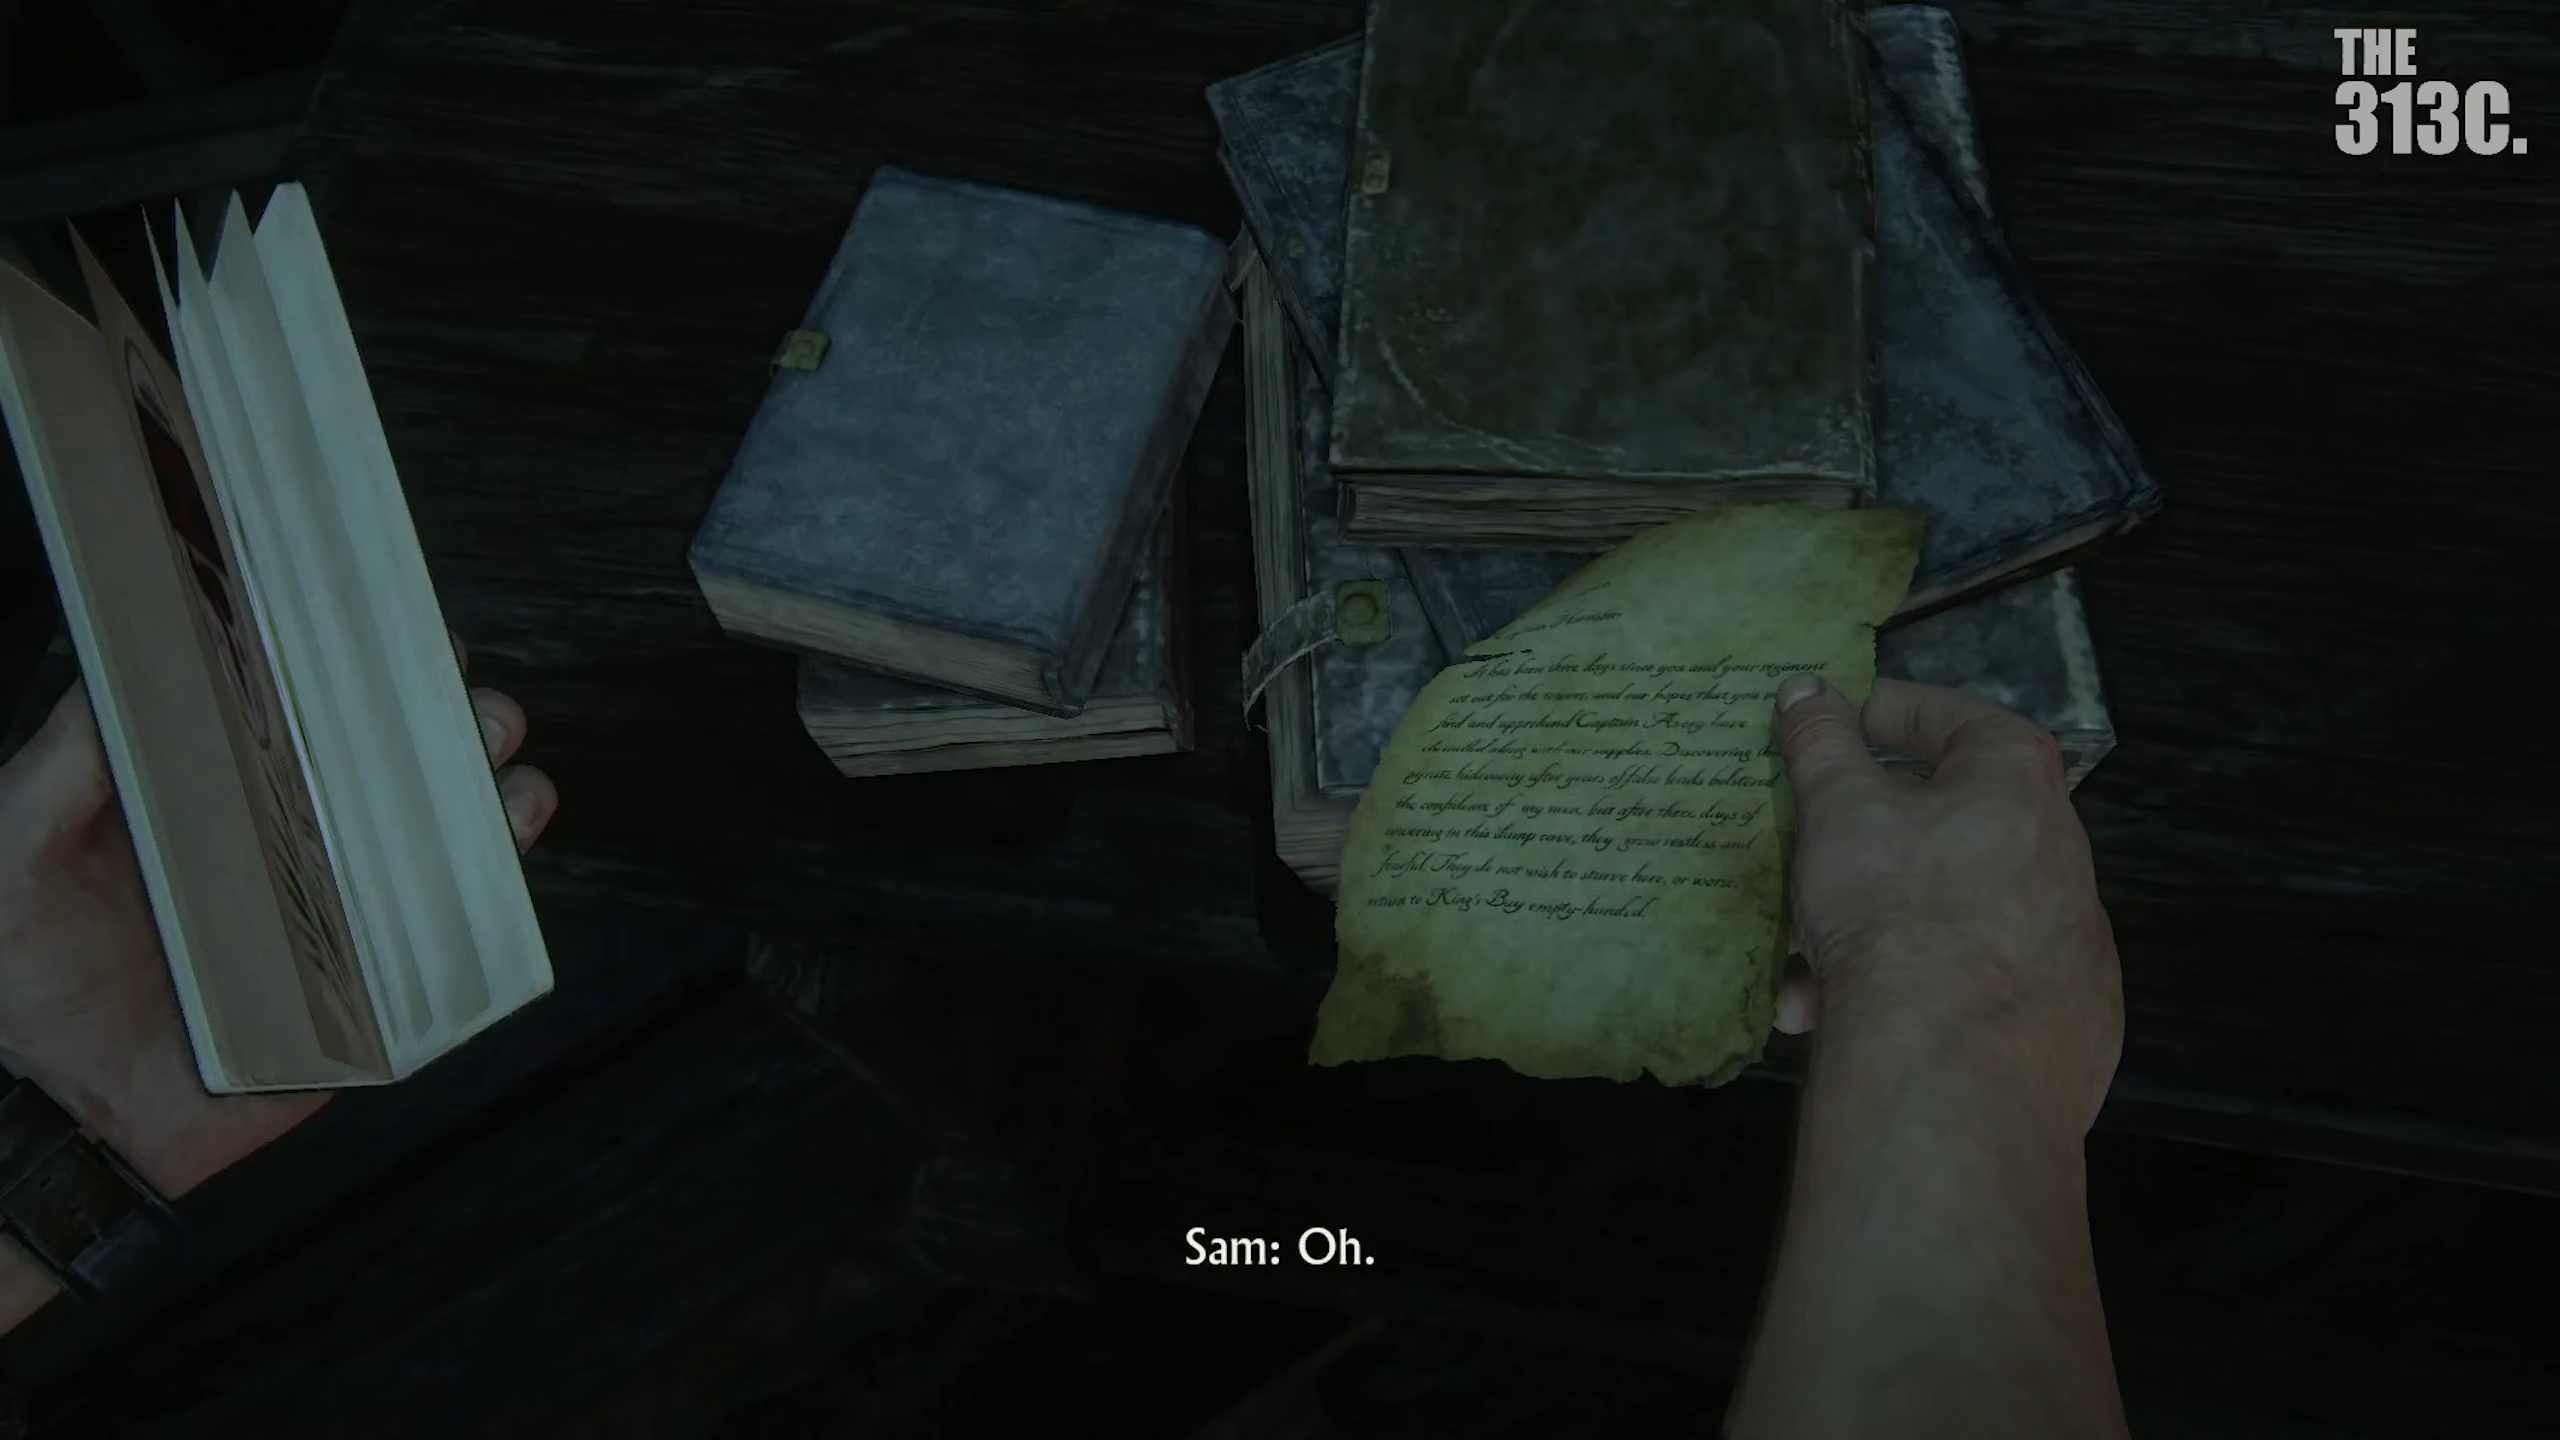 THE
313C.
It has been three days since you and your regiment
set out for the towers, and our hopes that you
find and apprehend Captain Avery have
dwindled along with our supplies. Discovering
pyrate hideaway after years of false leads bolstered
the confidence of my men, but after three days of
cowering in this damp cave, they grow restless and
fearful. They do not wish to starve here, or worse,
return to King's Bay empty-handed.
Sam: Oh.